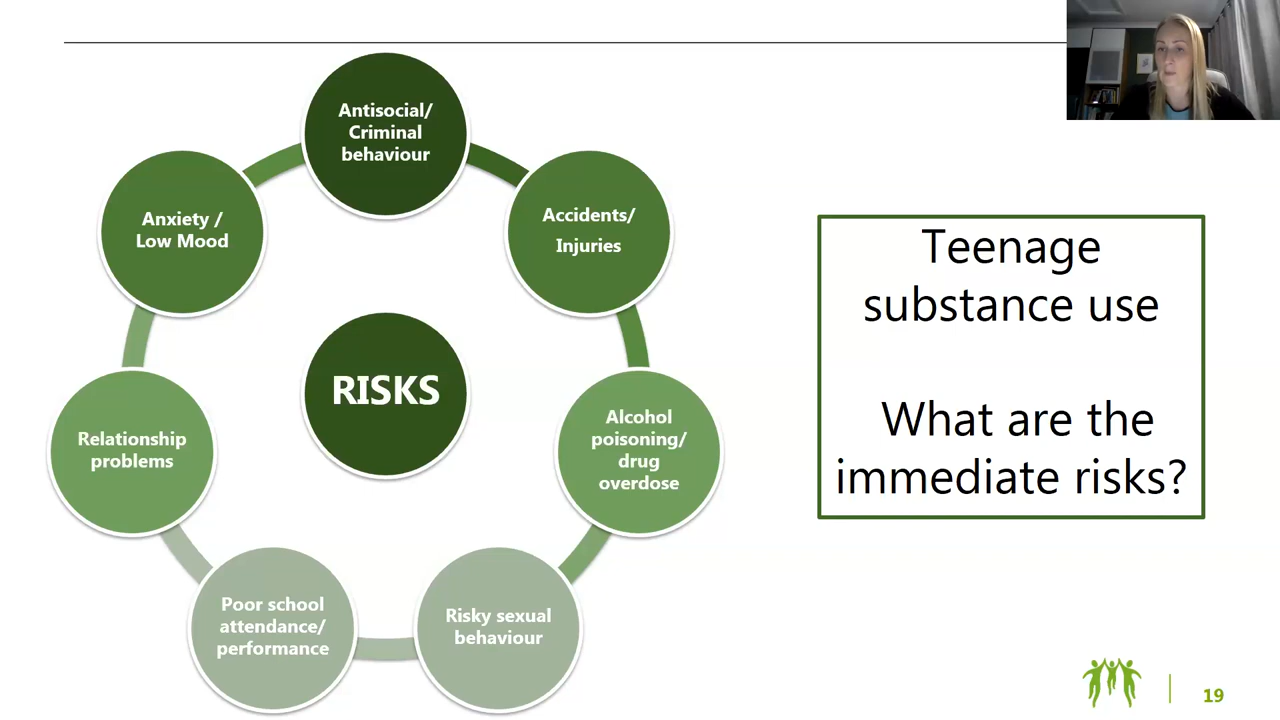 Antisocial/
Criminal
behaviour
Accidents/
Injuries
Alcohol
poisoning/
drug
overdose
Risky sexual
behaviour
Poor school
attendance/
performance
Relationship
problems
Anxiety /
Low Mood
RISKS
Teenage
substance use
What are the
immediate risks?
19